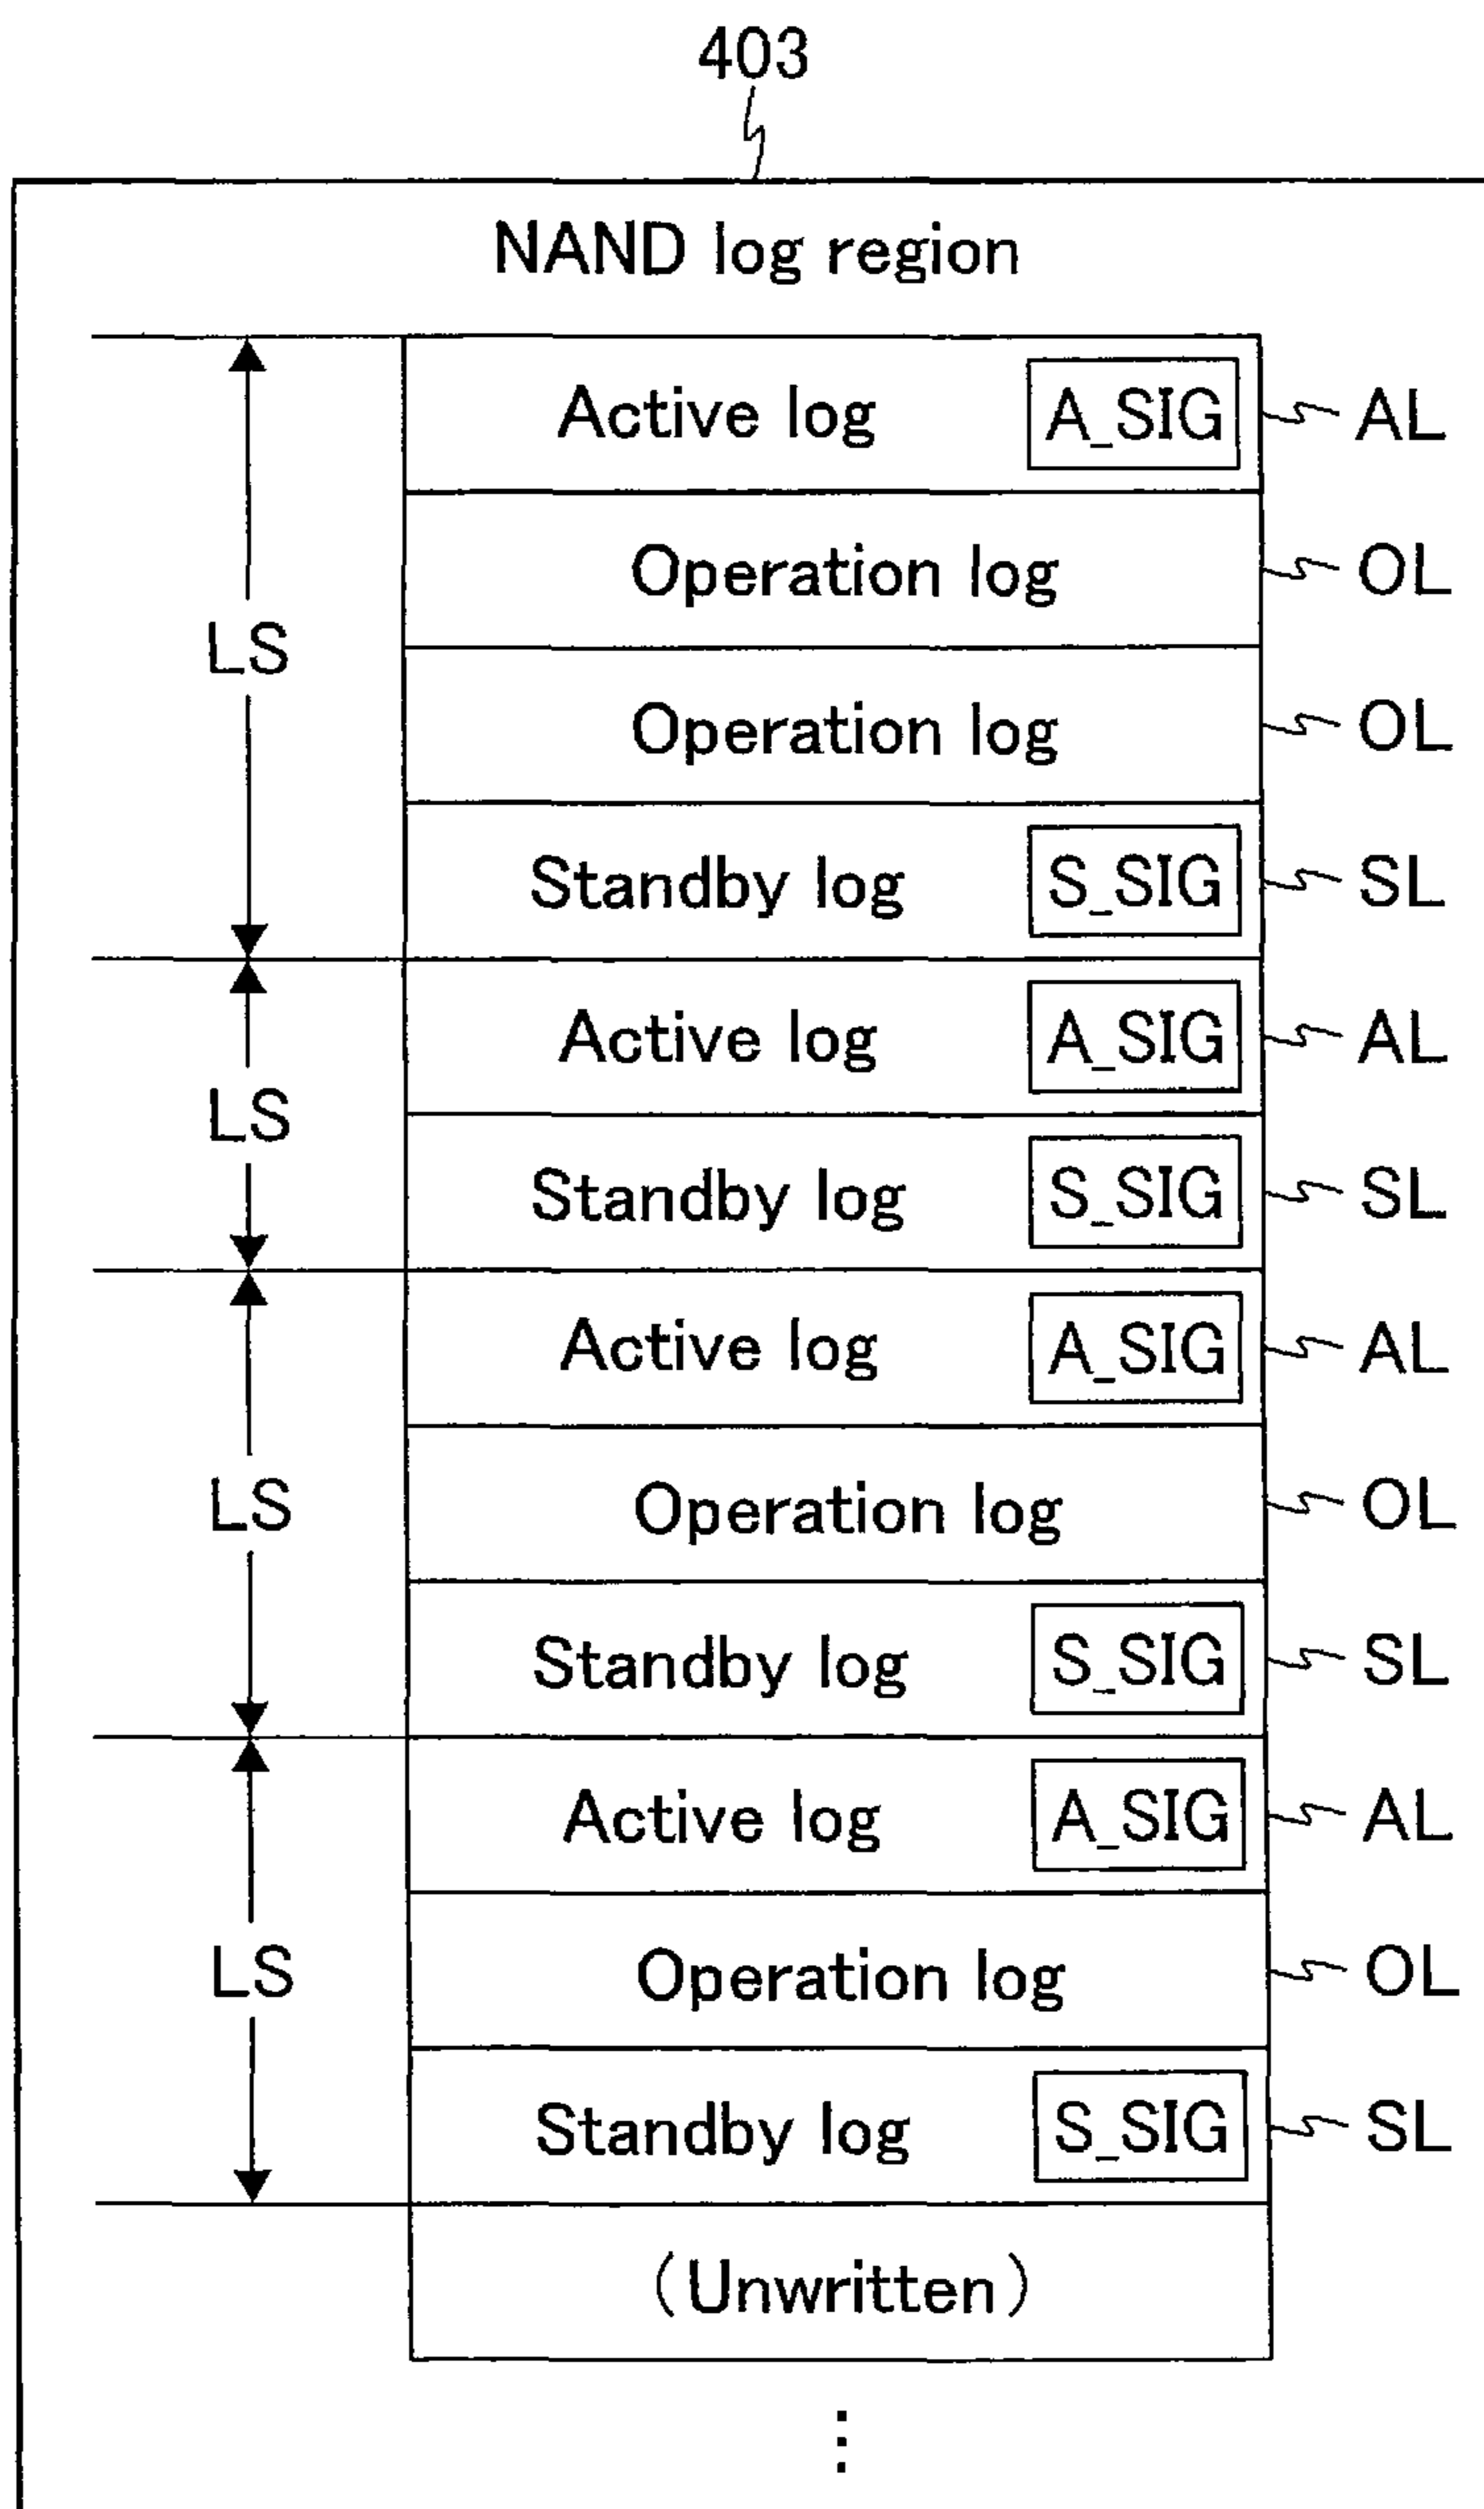 403
NAND log region
Active log A_SIG AL
Operation log OL
LS
Operation log OL
Standby log S_SIG SL
Active log A_SIG AL
LS
Standby log S_SIG SL
Active log A_SIG AL
LS
Operation log OL
Standby log S_SIG SL
Active log A_SIG AL
LS
Operation log OL
Standby log S_SIG SL
(Unwritten)